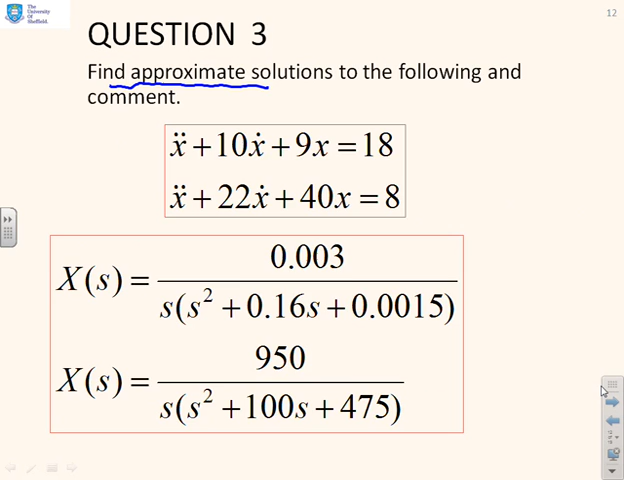 The
University
Of
Sheffield.
12
QUESTION 3
Find approximate solutions to the following and
comment.
ẍ + 10ẋ + 9x = 18
ẍ + 22ẋ + 40x = 8
X(s) = 0.003 / s(s² + 0.16s + 0.0015)
X(s) = 950 / s(s² + 100s + 475)